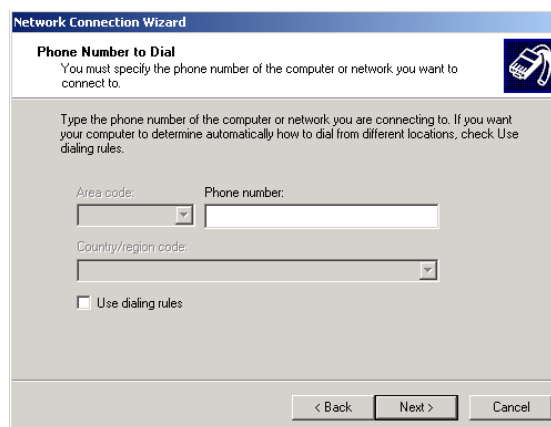 Network Connection Wizard
Phone Number to Dial
You must specify the phone number of the computer or network you want to
connect to.
Type the phone number of the computer or network you are connecting to. If you want
your computer to determine automatically how to dial from different locations, check Use
dialing rules.
Area code: Phone number:
Country/region code:
Use dialing rules
< Back Next > Cancel